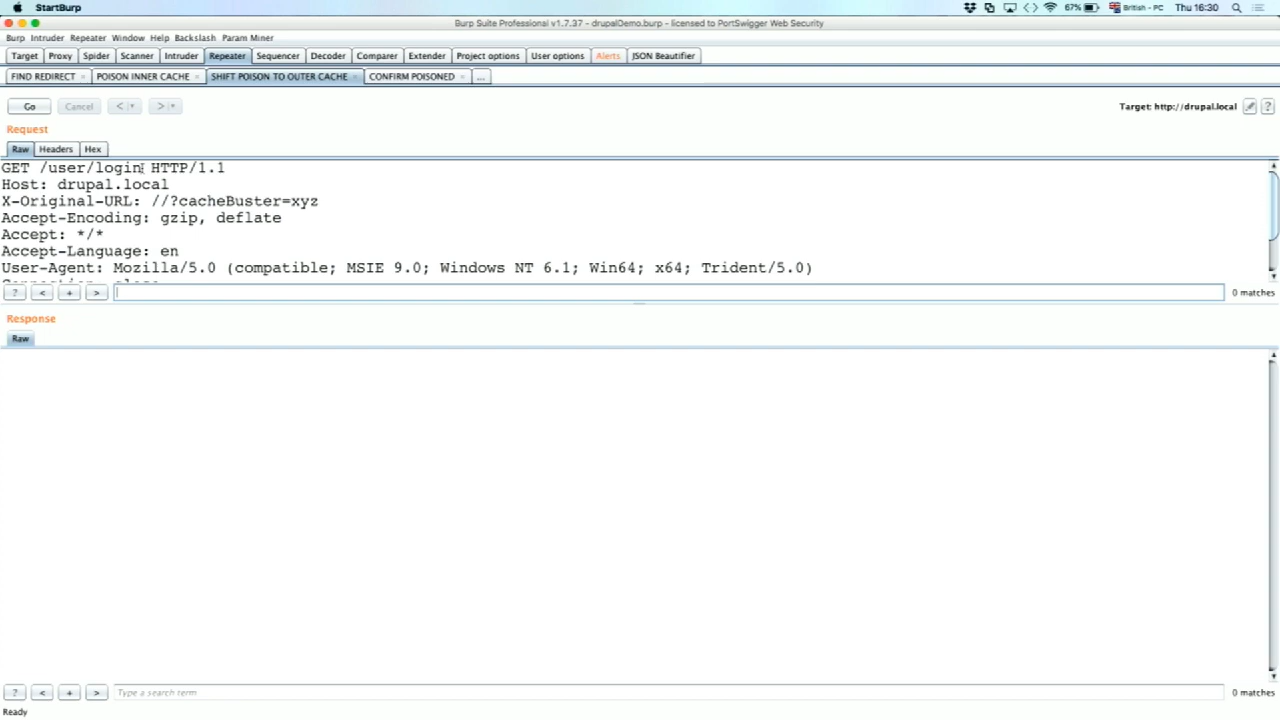 StartBurp 67% British - PC Thu 16:30
Burp Suite Professional v1.7.37 - drupalDemo.burp - licensed to PortSwigger Web Security
Burp Intruder Repeater Window Help Backslash Param Miner
Target Proxy Spider Scanner Intruder Repeater Sequencer Decoder Comparer Extender Project options User options Alerts JSON Beautifier
FIND REDIRECT × POISON INNER CACHE × SHIFT POISON TO OUTER CACHE × CONFIRM POISONED × ...
Go Cancel < > Target: http://drupal.local ?
Request
Raw Headers Hex
GET /user/login HTTP/1.1
Host: drupal.local
X-Original-URL: //?cacheBuster=xyz
Accept-Encoding: gzip, deflate
Accept: */*
Accept-Language: en
User-Agent: Mozilla/5.0 (compatible; MSIE 9.0; Windows NT 6.1; Win64; x64; Trident/5.0)
? < + > 0 matches
Response
Raw
? < + > Type a search term 0 matches
Ready